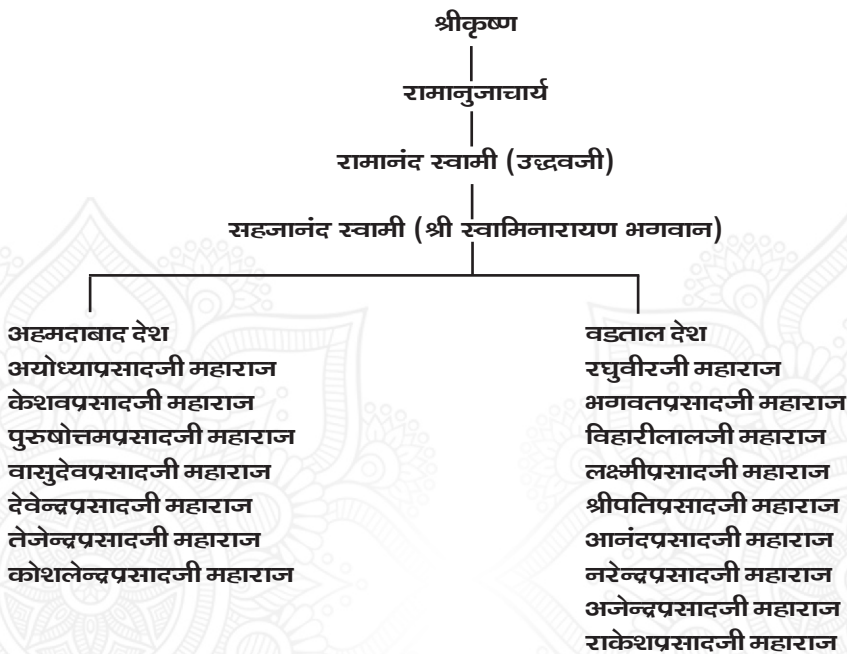 श्रीकृष्ण
रामानुजाचार्य
रामानंद स्वामी (उद्धवजी)
सहजानंद स्वामी (श्री स्वामिनारायण भगवान)
अहमदाबाद देश
अयोध्याप्रसादजी महाराज
केशवप्रसादजी महाराज
पुरुषोत्तमप्रसादजी महाराज
वासुदेवप्रसादजी महाराज
देवेन्द्रप्रसादजी महाराज
तेजेन्द्रप्रसादजी महाराज
कोशलेन्द्रप्रसादजी महाराज
वडताल देश
रघुवीरजी महाराज
भगवतप्रसादजी महाराज
विहारीलालजी महाराज
लक्ष्मीप्रसादजी महाराज
श्रीपतिप्रसादजी महाराज
आनंदप्रसादजी महाराज
नरेन्द्रप्रसादजी महाराज
अजेन्द्रप्रसादजी महाराज
राकेशप्रसादजी महाराज